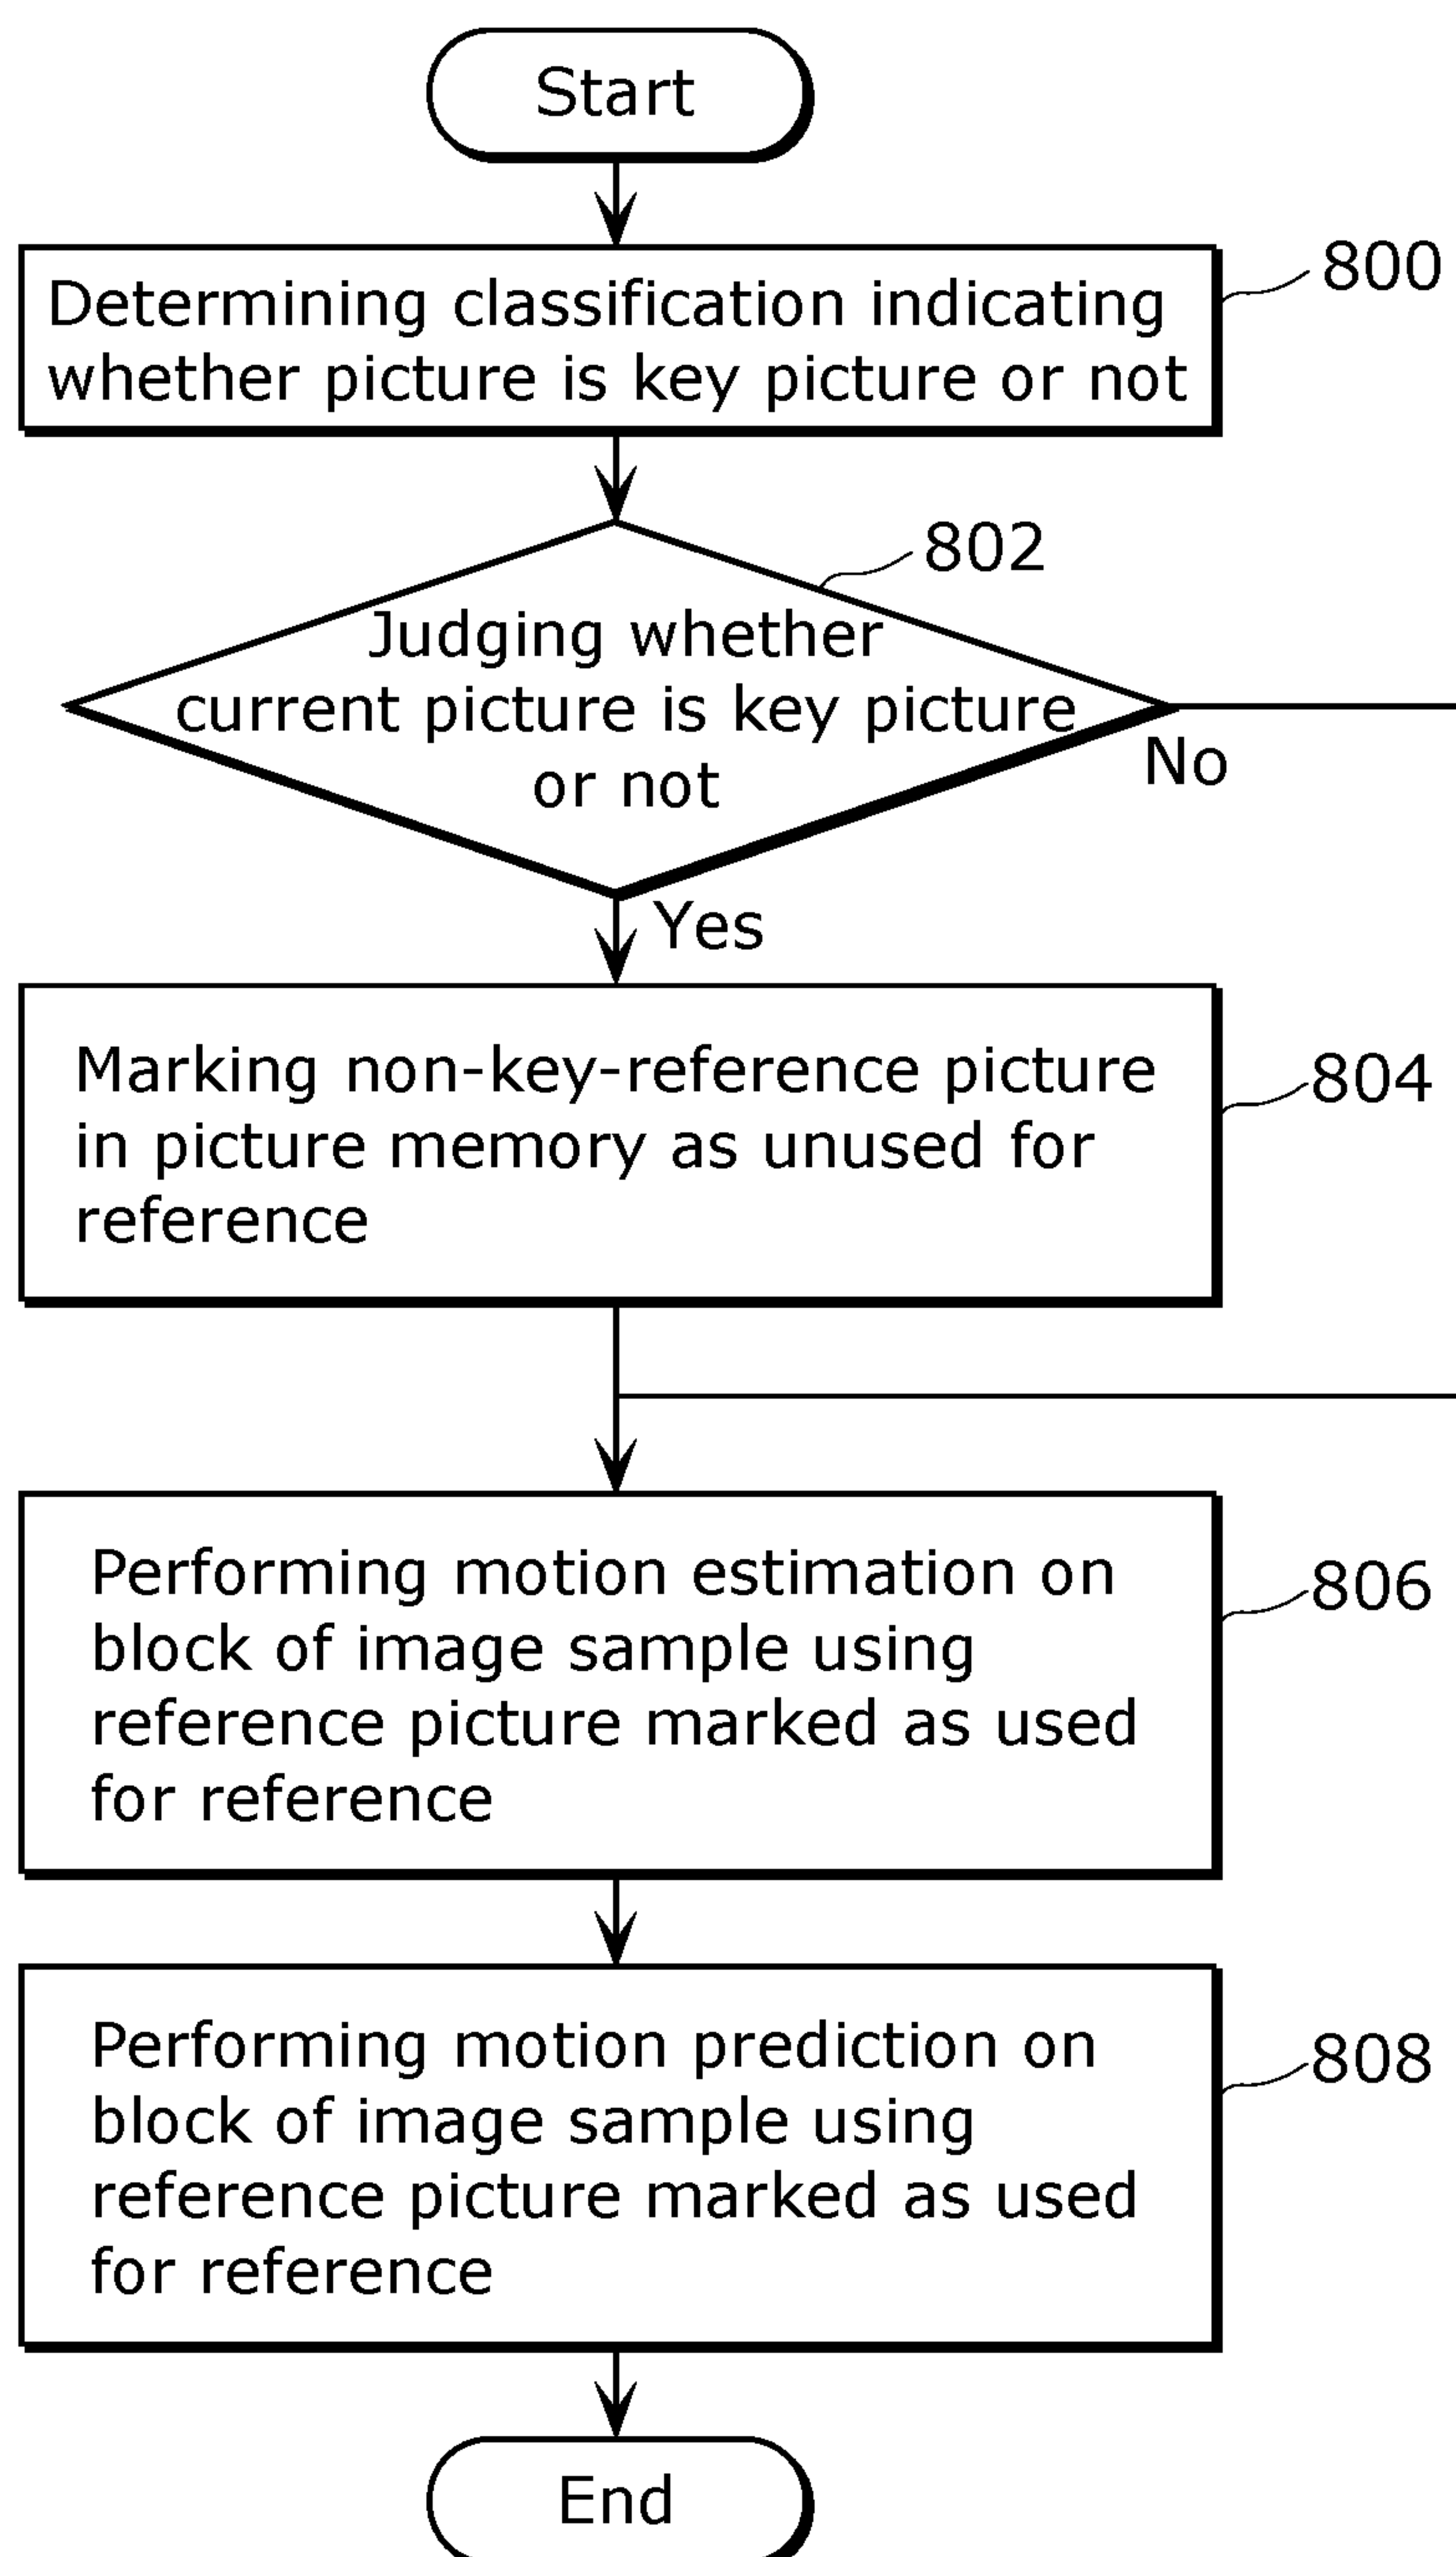 Start
Determining classification indicating
whether picture is key picture or not
800
802
Judging whether
current picture is key picture
or not
No
Yes
Marking non-key-reference picture
in picture memory as unused for
reference
804
Performing motion estimation on
block of image sample using
reference picture marked as used
for reference
806
Performing motion prediction on
block of image sample using
reference picture marked as used
for reference
808
End